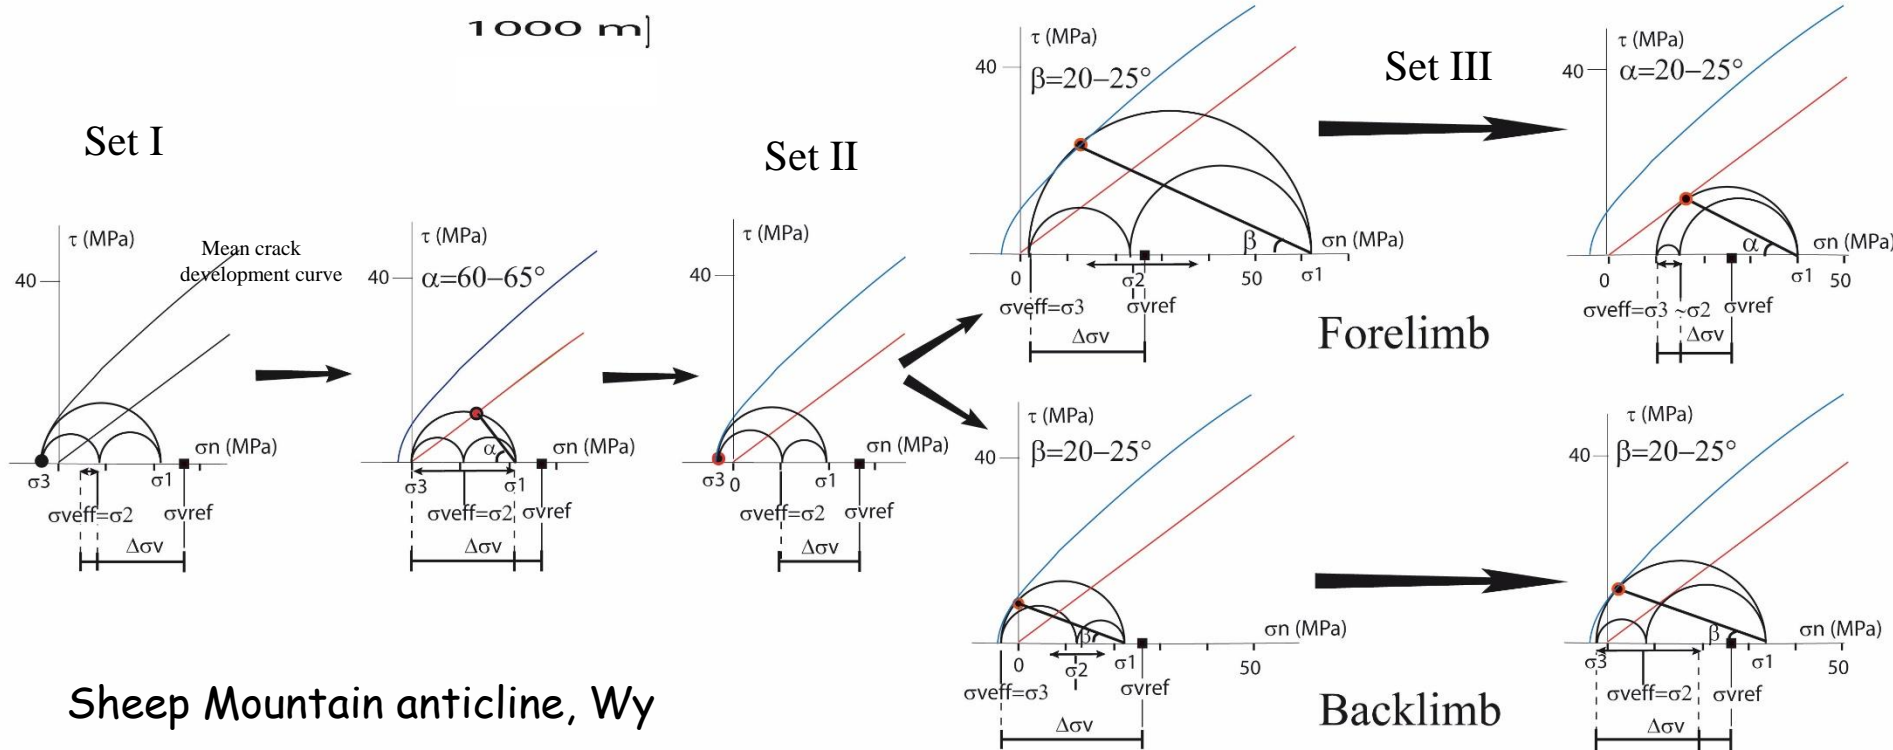 1000 m]
Set I
τ (MPa)
Mean crack
development curve
40
σn (MPa)
σ3
σ1
σveff=σ2
σvref
Δσv
τ (MPa)
40
α=60–65°
α
σn (MPa)
σ3
σ1
σveff=σ2
σvref
Δσv
Set II
τ (MPa)
40
σn (MPa)
σ3
0
σ1
σveff=σ2
σvref
Δσv
τ (MPa)
40
β=20–25°
β
σn (MPa)
0
σ2
50
σ1
σveff=σ3
σvref
Δσv
Forelimb
Set III
τ (MPa)
40
α=20–25°
α
σn (MPa)
0
σ1
50
σveff=σ3 ~σ2
σvref
Δσv
τ (MPa)
β=20–25°
40
β
σn (MPa)
0
σ2
σ1
50
σveff=σ3
σvref
Δσv
Backlimb
τ (MPa)
40
β=20–25°
β
σn (MPa)
σ3
σ1
50
σveff=σ2
σvref
Δσv
Sheep Mountain anticline, Wy